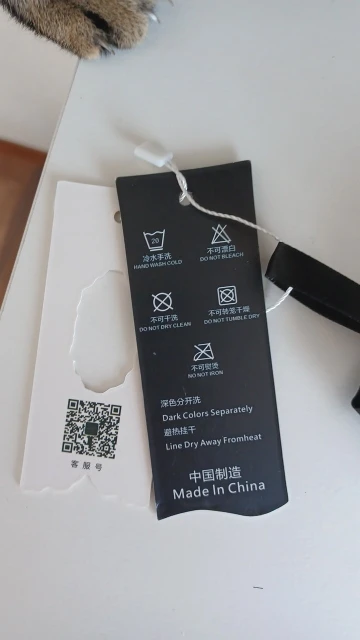 20
冷水手洗
HAND WASH COLD
不可漂白
DO NOT BLEACH
不可干洗
DO NOT DRY CLEAN
不可转笼干燥
DO NOT TUMBLE DRY
不可熨烫
NO NOT IRON
深色分开洗
Dark Colors Separately
避热挂干
Line Dry Away Fromheat
中国制造
Made In China
客服号